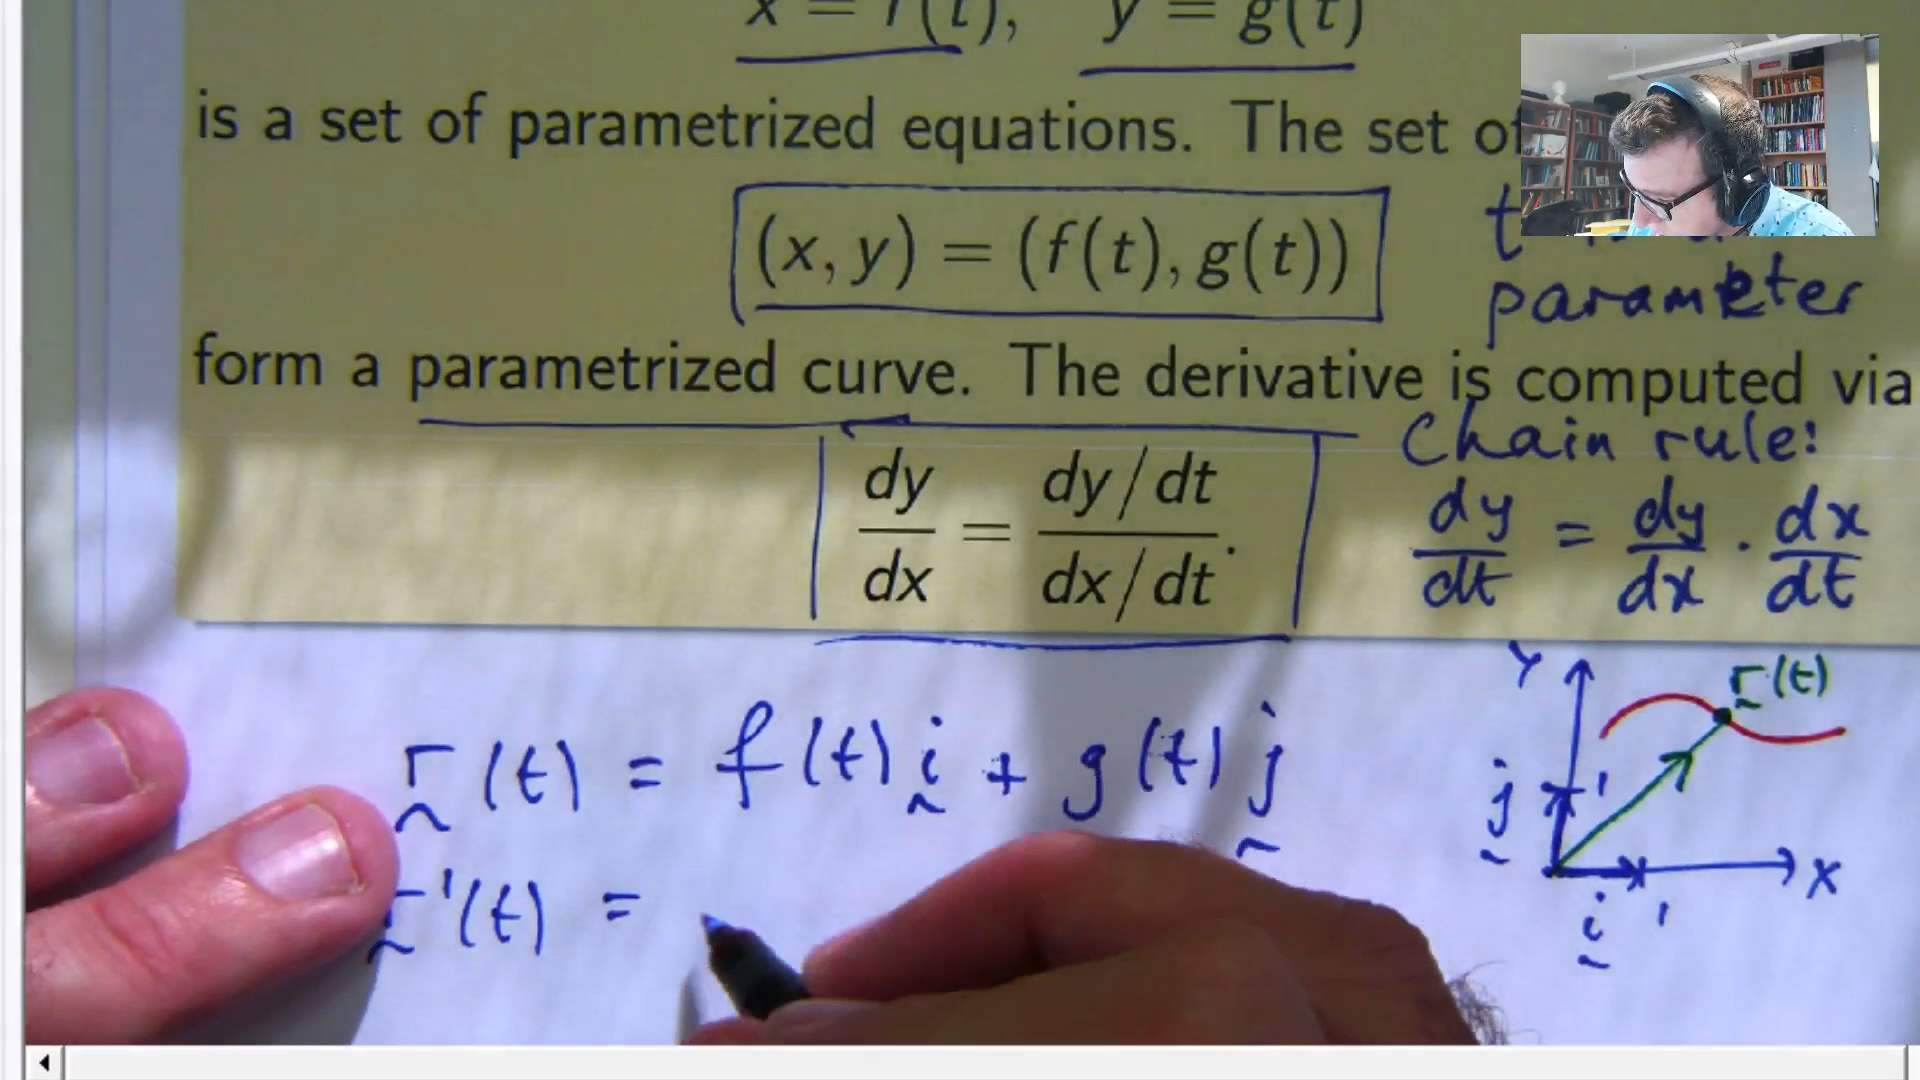 x = f(t), y = g(t)
is a set of parametrized equations. The set of
(x, y) = (f(t), g(t))
t
parameter
form a parametrized curve. The derivative is computed via
Chain rule:
dy/dx = (dy/dt)/(dx/dt).
dy/dt = dy/dx · dx/dt
r(t) = f(t) i + g(t) j
r'(t) =
Y
r(t)
j 1
X
i 1